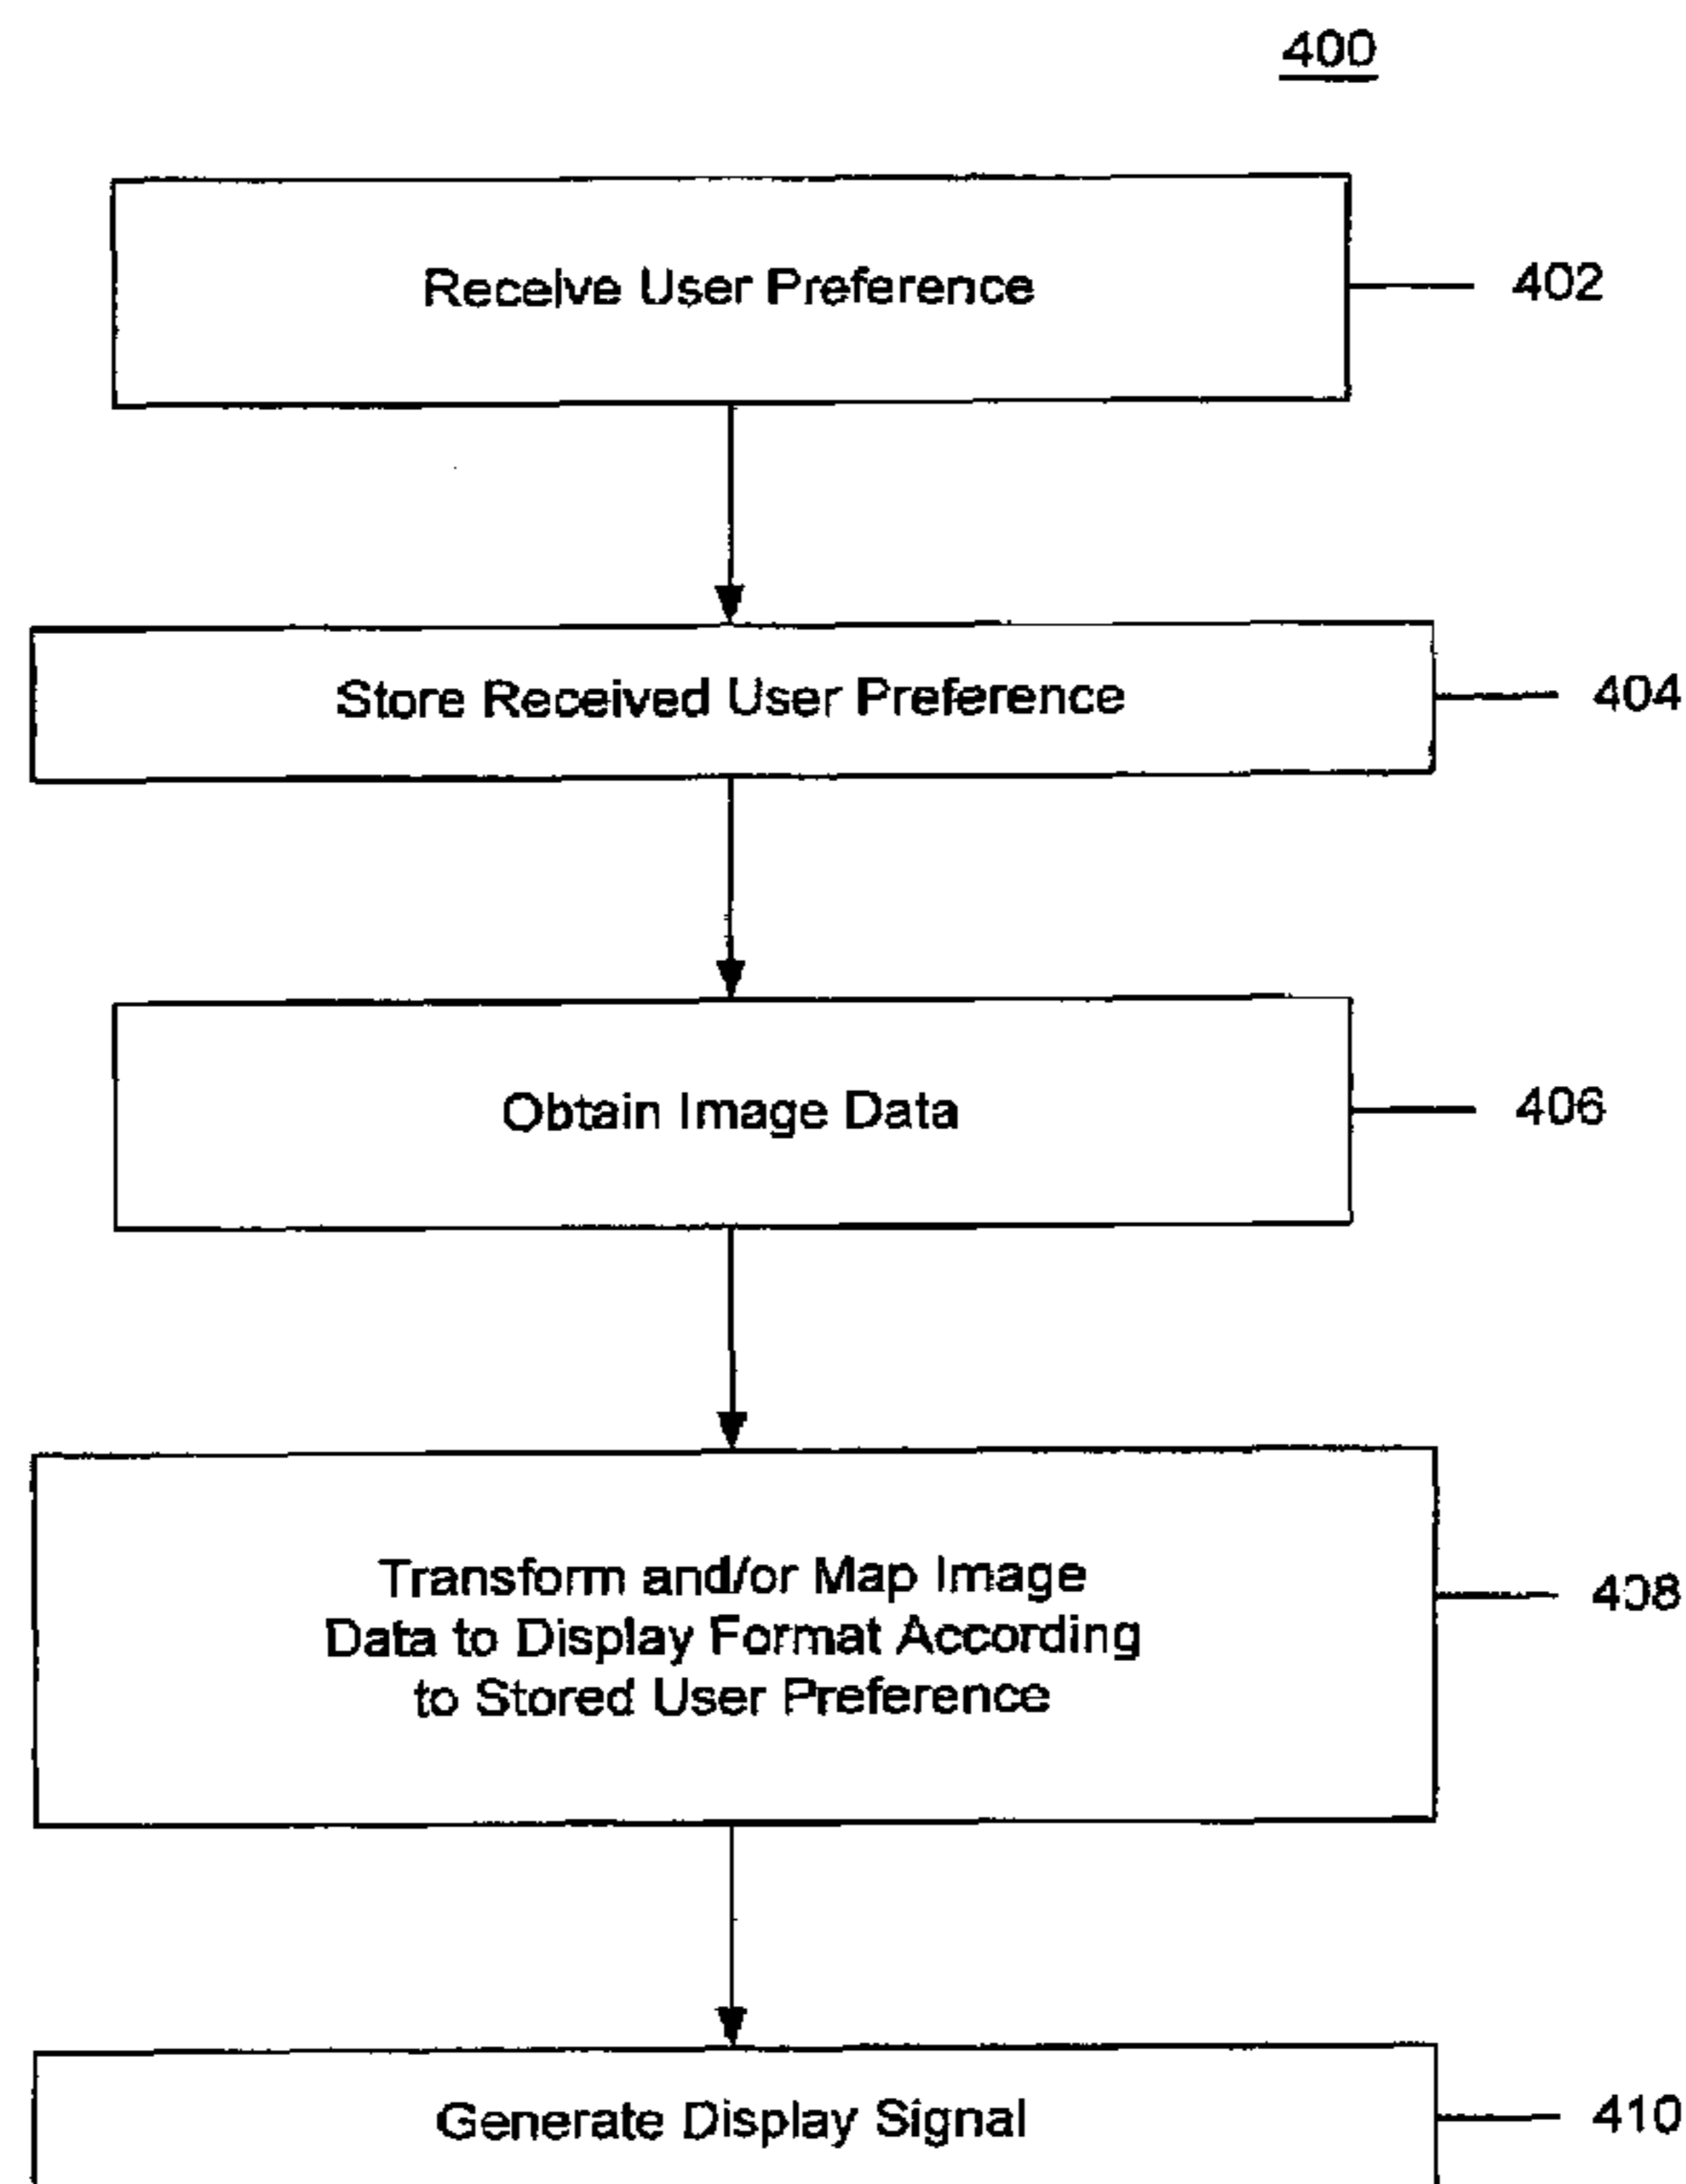 400
Receive User Preference
402
Store Received User Preference
404
Obtain Image Data
406
Transform and/or Map Image
Data to Display Format According
to Stored User Preference
408
Generate Display Signal
410